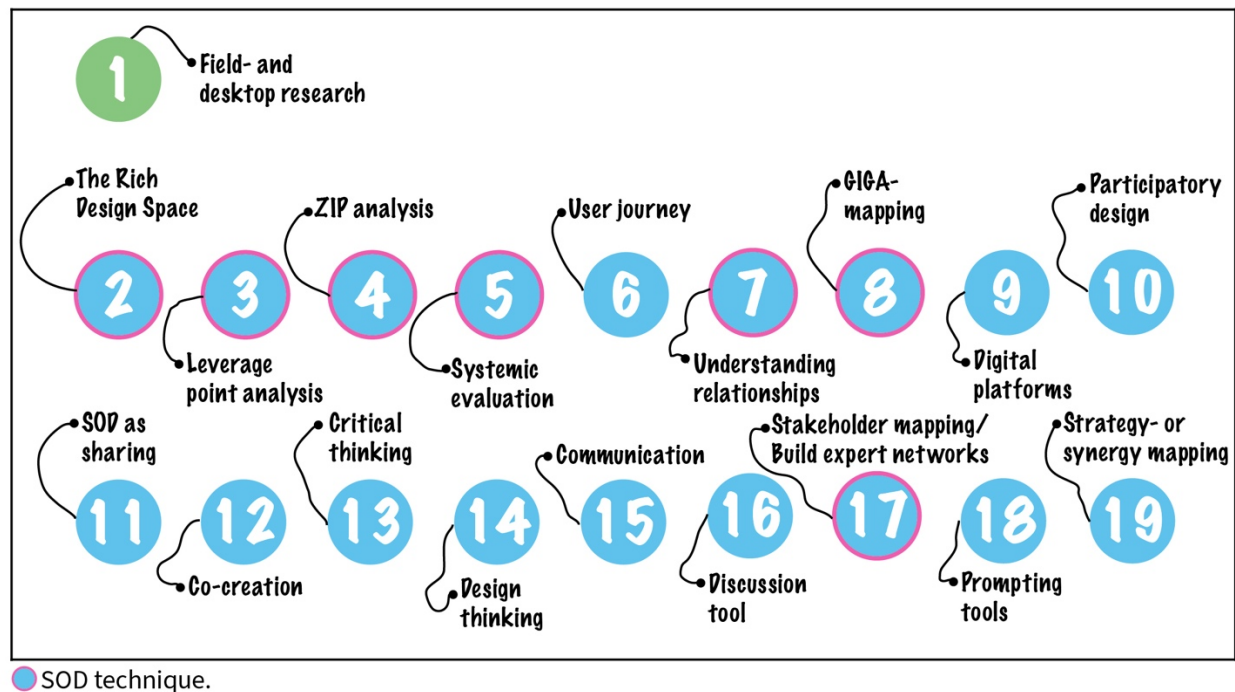 1
Field- and
desktop research
The Rich
Design Space
ZIP analysis
User journey
GIGA-
mapping
Participatory
design
2
3
4
5
6
7
8
9
10
Leverage
point analysis
Systemic
evaluation
Understanding
relationships
Digital
platforms
SOD as
sharing
Critical
thinking
Communication
Stakeholder mapping/
Build expert networks
Strategy- or
synergy mapping
11
12
13
14
15
16
17
18
19
Co-creation
Design
thinking
Discussion
tool
Prompting
tools
SOD technique.